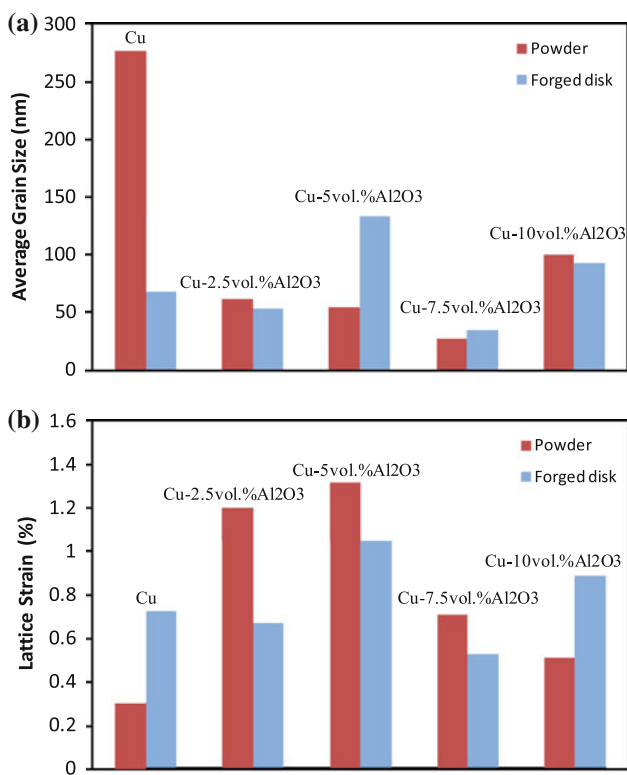 (a)
300
250
200
150
100
50
0
Average Grain Size (nm)
Cu
Cu-2.5vol.%Al2O3
Cu-5vol.%Al2O3
Cu-7.5vol.%Al2O3
Cu-10vol.%Al2O3
Powder
Forged disk
(b)
1.6
1.4
1.2
1
0.8
0.6
0.4
0.2
0
Lattice Strain (%)
Cu
Cu-2.5vol.%Al2O3
Cu-5vol.%Al2O3
Cu-7.5vol.%Al2O3
Cu-10vol.%Al2O3
Powder
Forged disk